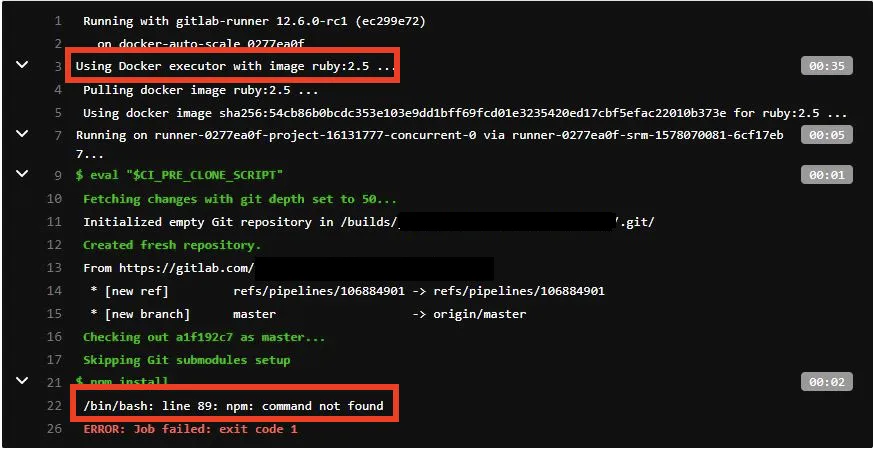 1 Running with gitlab-runner 12.6.0-rc1 (ec299e72)
2 on docker-auto-scale 0277ea0f
3 Using Docker executor with image ruby:2.5 ... 00:35
4 Pulling docker image ruby:2.5 ...
5 Using docker image sha256:54cb86b0bcdc353e103e9dd1bff69fcd01e3235420ed17cbf5efac22010b373e for ruby:2.5 ...
7 Running on runner-0277ea0f-project-16131777-concurrent-0 via runner-0277ea0f-srm-1578070081-6cf17eb 00:05
7...
9 $ eval "$CI_PRE_CLONE_SCRIPT" 00:01
10 Fetching changes with git depth set to 50...
11 Initialized empty Git repository in /builds/ /.git/
12 Created fresh repository.
13 From https://gitlab.com/
14 * [new ref] refs/pipelines/106884901 -> refs/pipelines/106884901
15 * [new branch] master -> origin/master
16 Checking out a1f192c7 as master...
17 Skipping Git submodules setup
21 $ npm install 00:02
22 /bin/bash: line 89: npm: command not found
26 ERROR: Job failed: exit code 1